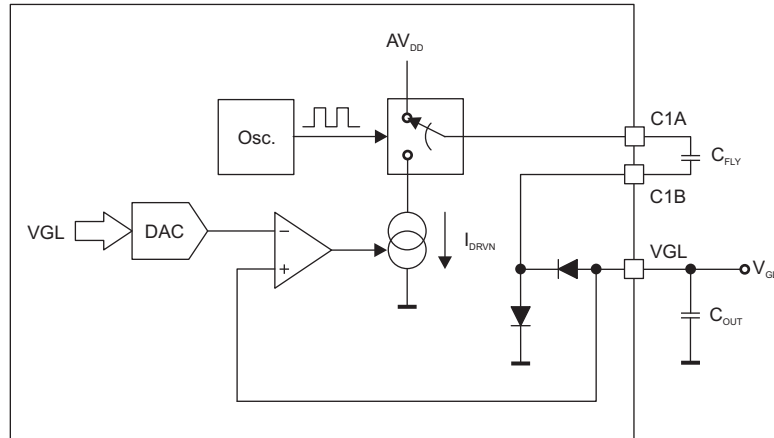 AVDD
C1A
Osc.
CFLY
C1B
VGL
DAC
−
+
IDRVN
VGL
VGL
COUT